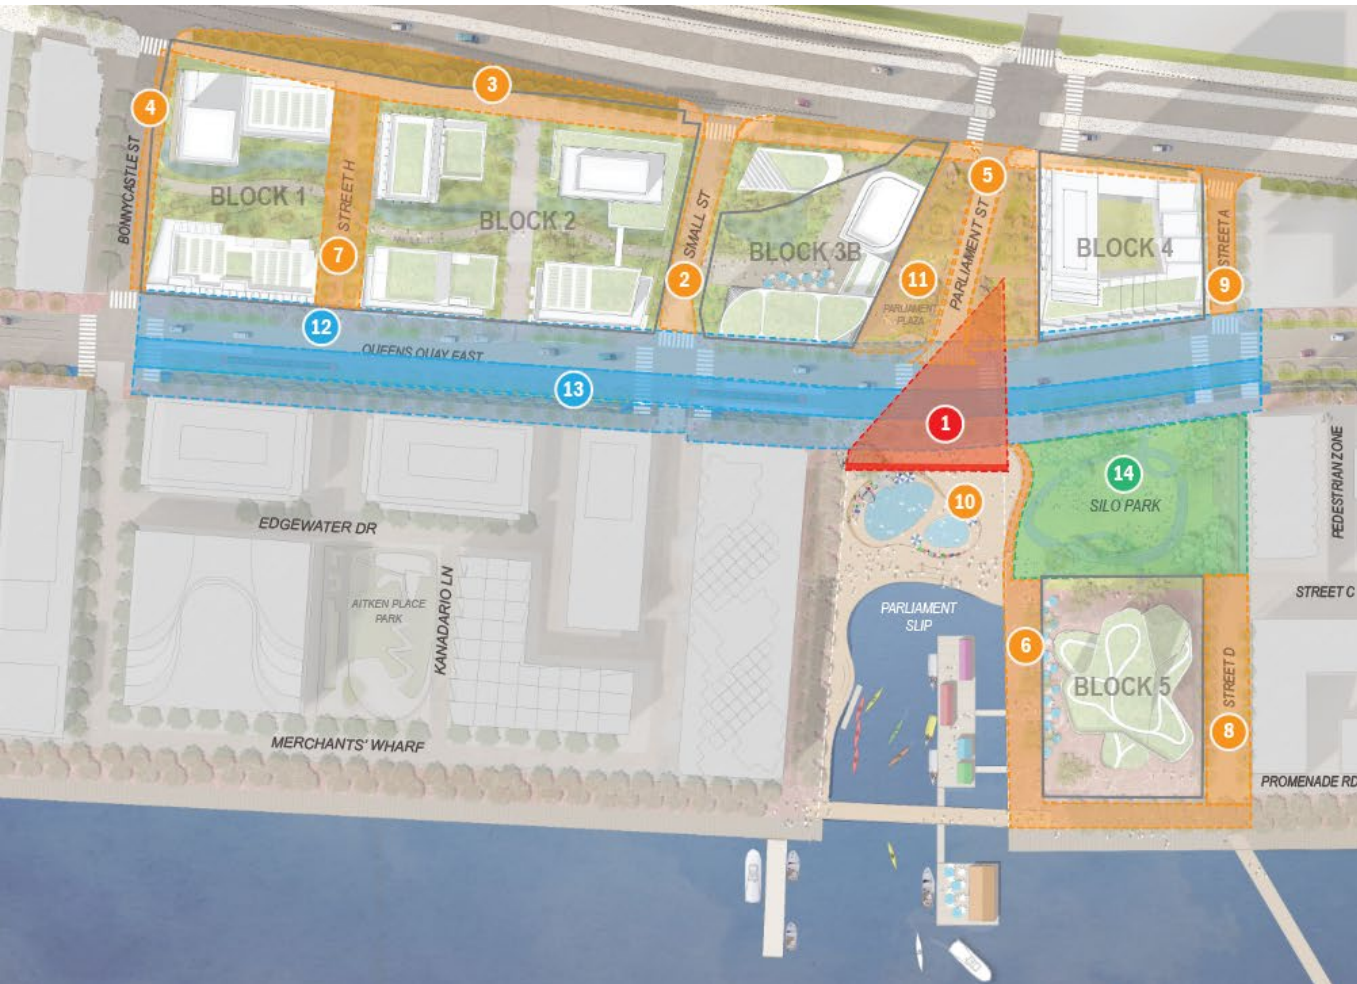 3
4
BONNYCASTLE ST
BLOCK 1
STREET H
7
BLOCK 2
SMALL ST
2
BLOCK 3B
11
PARLIAMENT
PLAZA
5
PARLIAMENT ST
BLOCK 4
STREET A
9
12
QUEENS QUAY EAST
13
1
10
14
SILO PARK
PEDESTRIAN ZONE
EDGEWATER DR
AITKEN PLACE
PARK
KANADARIO LN
MERCHANTS' WHARF
PARLIAMENT
SLIP
6
BLOCK 5
STREET D
8
STREET C
PROMENADE RD